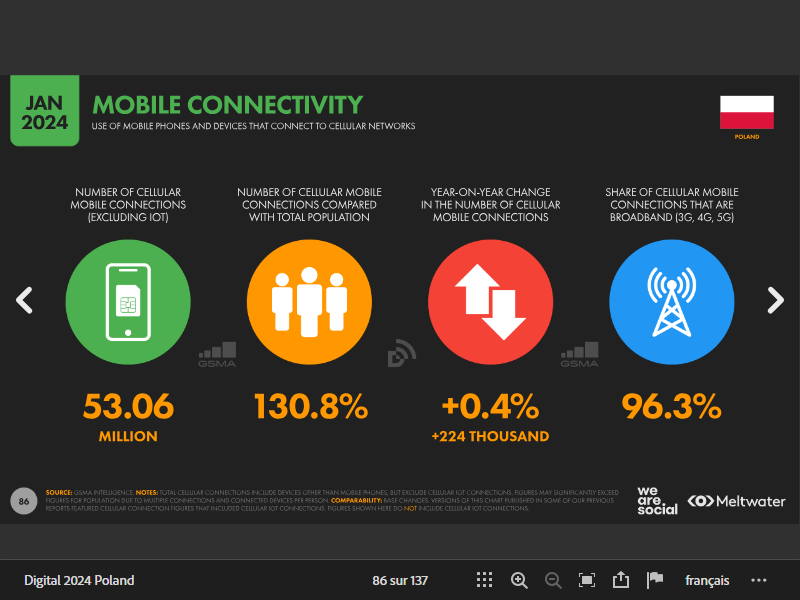 JAN
2024
MOBILE CONNECTIVITY
USE OF MOBILE PHONES AND DEVICES THAT CONNECT TO CELLULAR NETWORKS
POLAND
NUMBER OF CELLULAR
MOBILE CONNECTIONS
(EXCLUDING IOT)
NUMBER OF CELLULAR MOBILE
CONNECTIONS COMPARED
WITH TOTAL POPULATION
YEAR-ON-YEAR CHANGE
IN THE NUMBER OF CELLULAR
MOBILE CONNECTIONS
SHARE OF CELLULAR MOBILE
CONNECTIONS THAT ARE
BROADBAND (3G, 4G, 5G)
GSMA
GSMA
53.06
MILLION
130.8%
+0.4%
+224 THOUSAND
96.3%
86
SOURCE: GSMA INTELLIGENCE. NOTES: TOTAL CELLULAR CONNECTIONS INCLUDE DEVICES OTHER THAN MOBILE PHONES, BUT EXCLUDE CELLULAR IOT CONNECTIONS. FIGURES MAY SIGNIFICANTLY EXCEED
FIGURES FOR POPULATION DUE TO MULTIPLE CONNECTIONS AND CONNECTED DEVICES PER PERSON. COMPARABILITY: BASE CHANGES. VERSIONS OF THIS CHART PUBLISHED IN SOME OF OUR PREVIOUS
REPORTS FEATURED CELLULAR CONNECTION FIGURES THAT INCLUDED CELLULAR IOT CONNECTIONS. FIGURES SHOWN HERE DO NOT INCLUDE CELLULAR IOT CONNECTIONS.
we
are
social
Meltwater
Digital 2024 Poland
86 sur 137
français